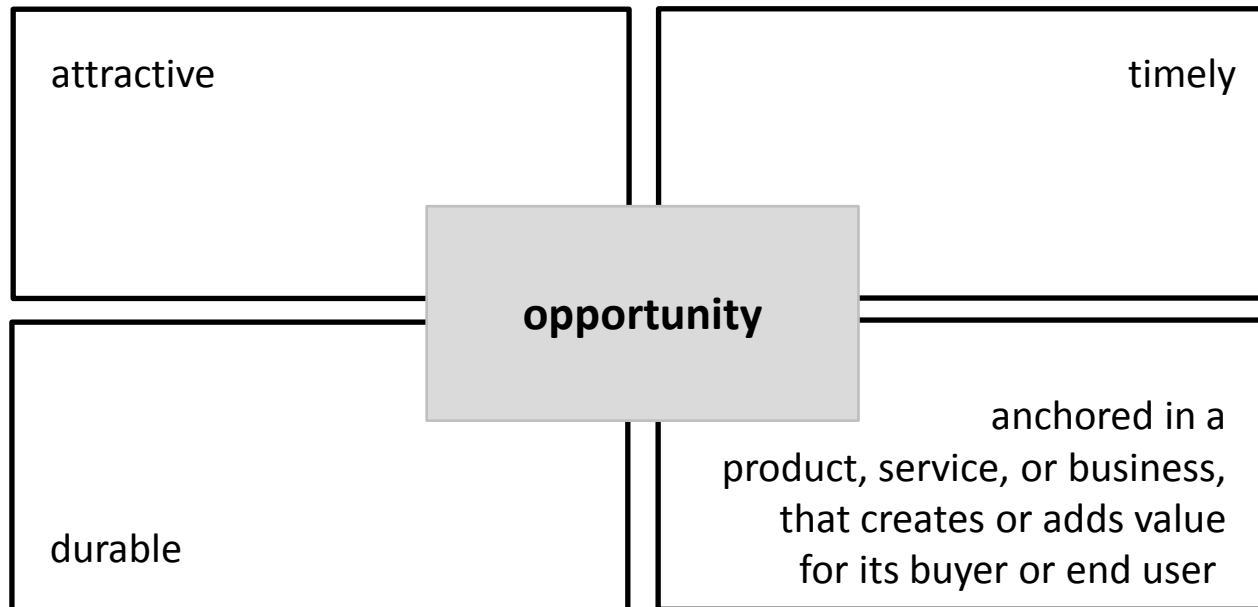 attractive
timely
opportunity
durable
anchored in a
product, service, or business,
that creates or adds value
for its buyer or end user